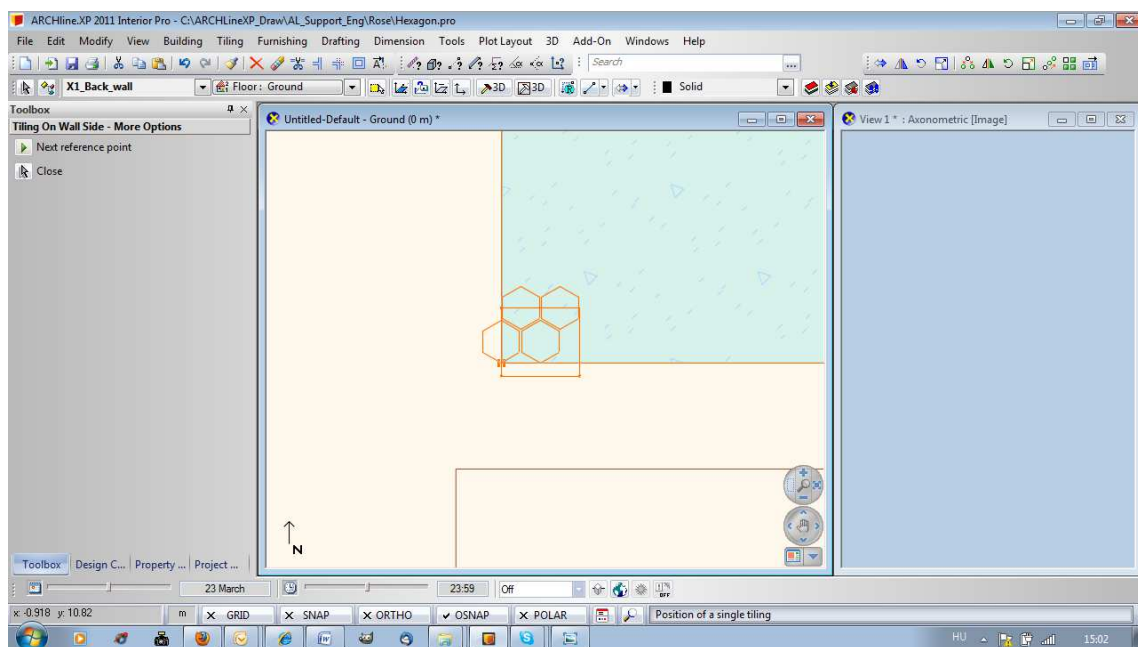 ARCHline.XP 2011 Interior Pro - C:\ARCHLineXP_Draw\AL_Support_Eng\Rose\Hexagon.pro
File Edit Modify View Building Tiling Furnishing Drafting Dimension Tools Plot Layout 3D Add-On Windows Help
Search ...
X1_Back_wall Floor: Ground 3D 3D Solid
Toolbox
Tiling On Wall Side - More Options
Next reference point
Close
Untitled-Default - Ground (0 m) *
View 1 * : Axonometric [Image]
N
Toolbox Design C... Property ... Project ...
23 March 23:59 Off OFF
x: -0.918 y: 10.82 m GRID SNAP ORTHO OSNAP POLAR Position of a single tiling
HU 15:02